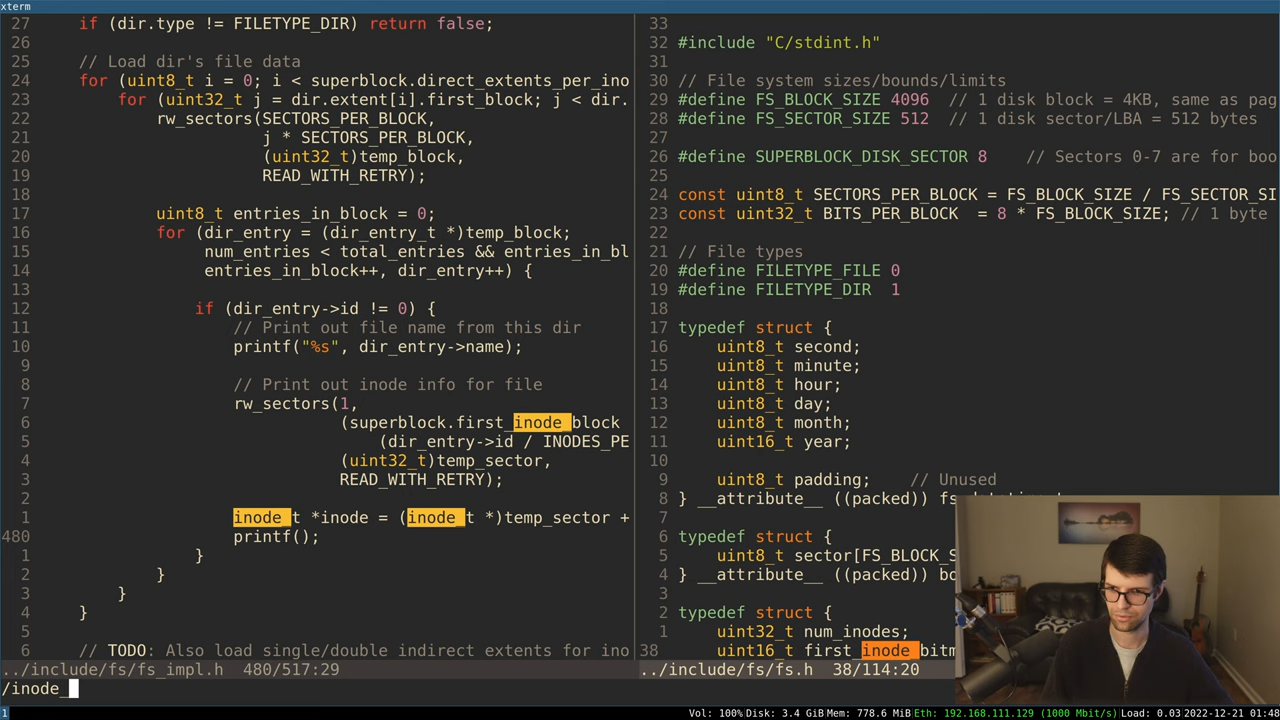 xterm
27     if (dir.type != FILETYPE_DIR) return false;
26
25     // Load dir's file data
24     for (uint8_t i = 0; i < superblock.direct_extents_per_ino
23         for (uint32_t j = dir.extent[i].first_block; j < dir.
22             rw_sectors(SECTORS_PER_BLOCK,
21                        j * SECTORS_PER_BLOCK,
20                        (uint32_t)temp_block,
19                        READ_WITH_RETRY);
18
17             uint8_t entries_in_block = 0;
16             for (dir_entry = (dir_entry_t *)temp_block;
15                  num_entries < total_entries && entries_in_bl
14                  entries_in_block++, dir_entry++) {
13
12                 if (dir_entry->id != 0) {
11                     // Print out file name from this dir
10                     printf("%s", dir_entry->name);
9
8                     // Print out inode info for file
7                     rw_sectors(1,
6                                (superblock.first_inode_block
5                                    (dir_entry->id / INODES_PE
4                                (uint32_t)temp_sector,
3                                READ_WITH_RETRY);
2
1                     inode_t *inode = (inode_t *)temp_sector +
480                     printf();
1                 }
2             }
3         }
4     }
5
6     // TODO: Also load single/double indirect extents for ino
../include/fs/fs_impl.h  480/517:29
33
32 #include "C/stdint.h"
31
30 // File system sizes/bounds/limits
29 #define FS_BLOCK_SIZE 4096  // 1 disk block = 4KB, same as pag
28 #define FS_SECTOR_SIZE 512  // 1 disk sector/LBA = 512 bytes
27
26 #define SUPERBLOCK_DISK_SECTOR 8    // Sectors 0-7 are for boo
25
24 const uint8_t SECTORS_PER_BLOCK = FS_BLOCK_SIZE / FS_SECTOR_SI
23 const uint32_t BITS_PER_BLOCK  = 8 * FS_BLOCK_SIZE; // 1 byte
22
21 // File types
20 #define FILETYPE_FILE 0
19 #define FILETYPE_DIR  1
18
17 typedef struct {
16     uint8_t second;
15     uint8_t minute;
14     uint8_t hour;
13     uint8_t day;
12     uint8_t month;
11     uint16_t year;
10
9     uint8_t padding;    // Unused
8 } __attribute__ ((packed))
7
6 typedef struct {
5     uint8_t sector[FS_BLOCK_S
4 } __attribute__ ((packed) bo
3
2 typedef struct {
1     uint32_t num_inodes;
38     uint16_t first_inode_bitm
../include/fs/fs.h  38/114:20
/inode_
1 Vol: 100% Disk: 3.4 GiB Mem: 778.6 MiB Eth: 192.168.111.129 (1000 Mbit/s) Load: 0.03 2022-12-21 01:48